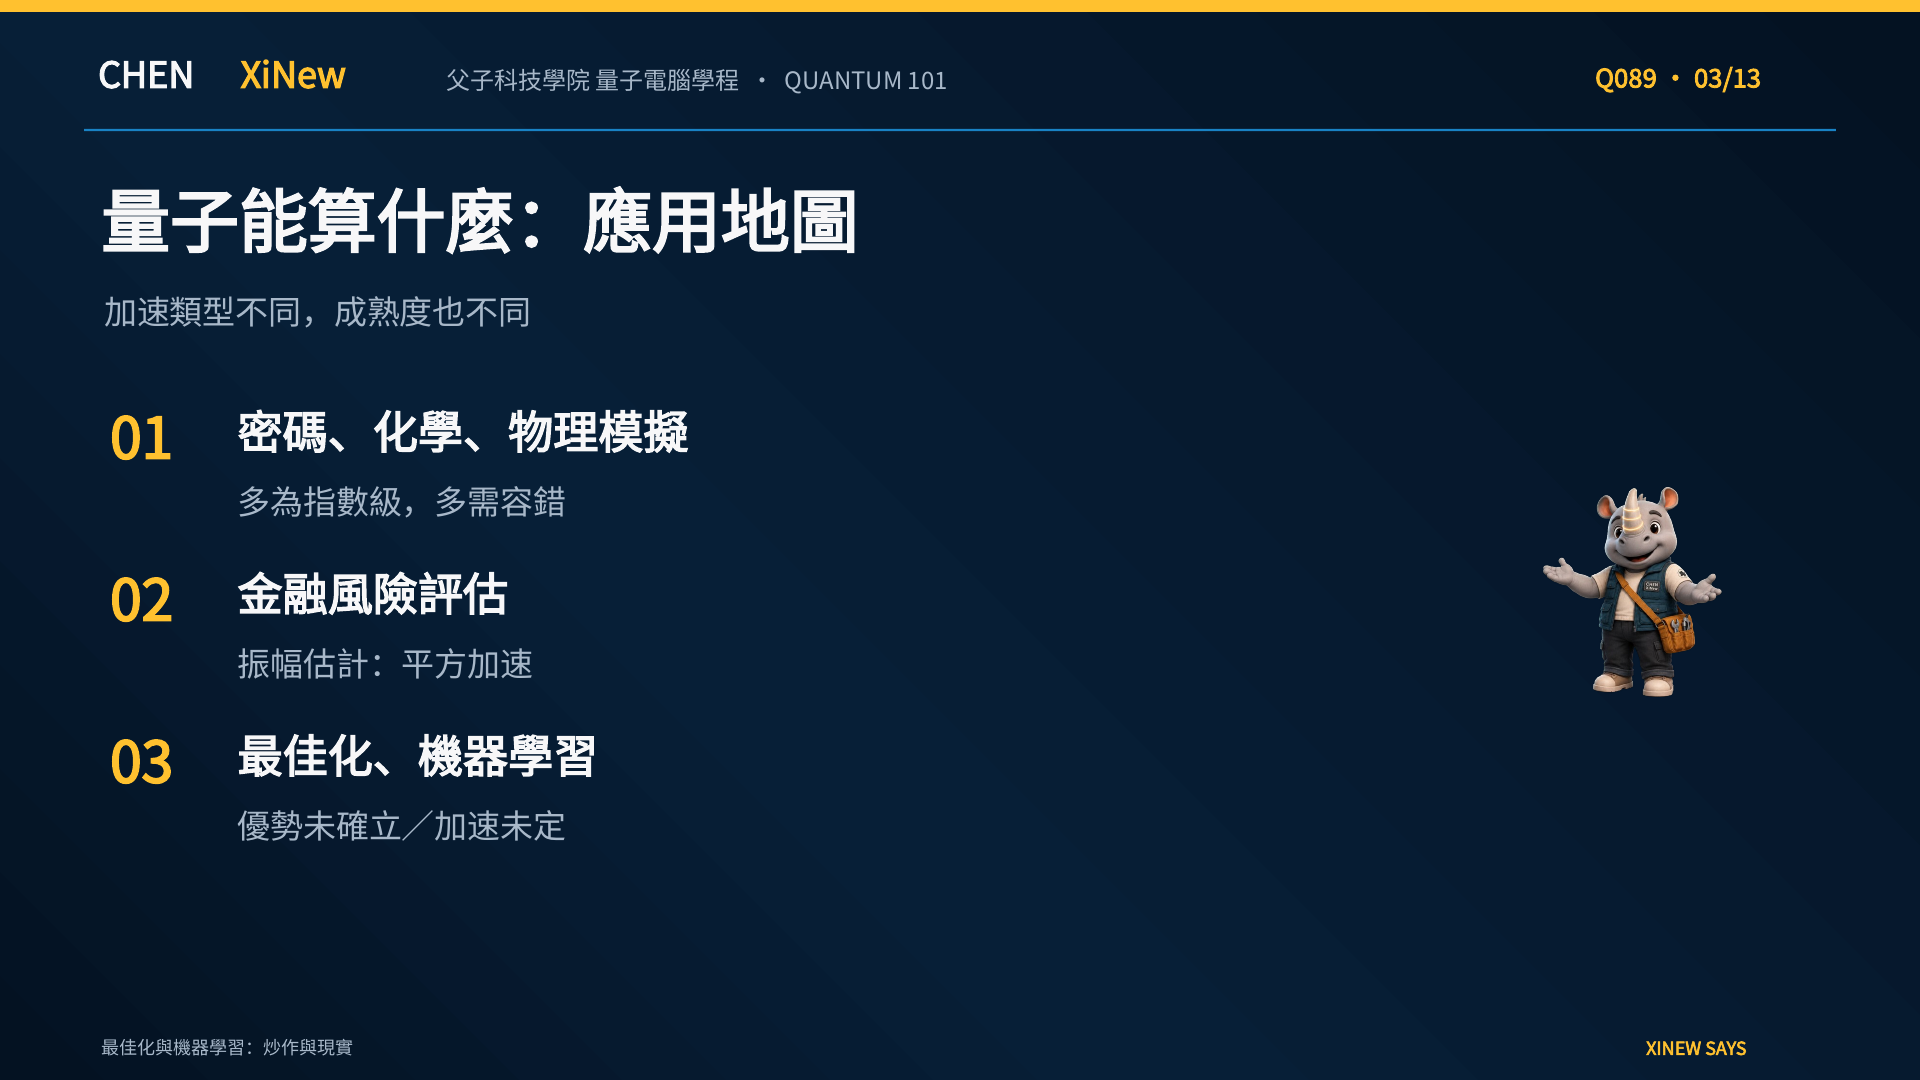 CHEN XiNew 父子科技學院 量子電腦學程 • QUANTUM 101 Q089 • 03/13
量子能算什麼：應用地圖
加速類型不同，成熟度也不同
01 密碼、化學、物理模擬
多為指數級，多需容錯
02 金融風險評估
振幅估計：平方加速
03 最佳化、機器學習
優勢未確立／加速未定
最佳化與機器學習：炒作與現實 XINEW SAYS